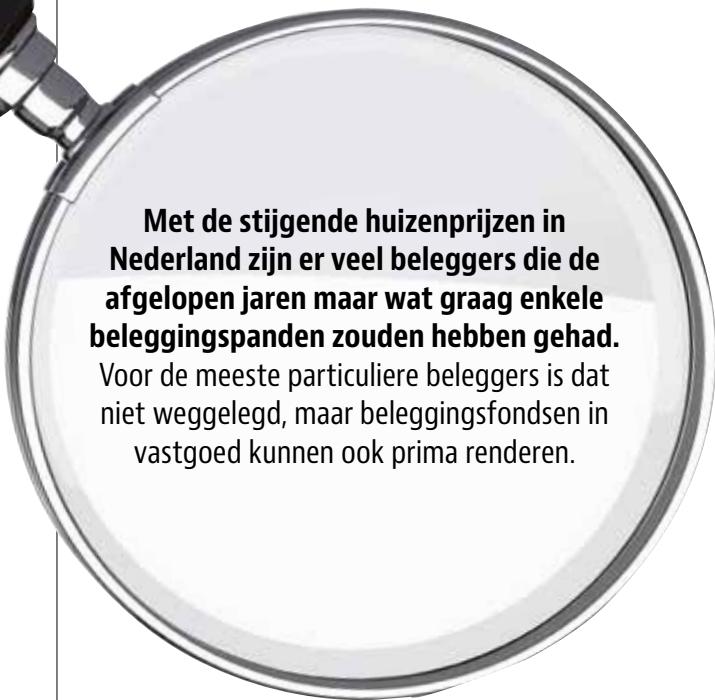 Met de stijgende huizenprijzen in
Nederland zijn er veel beleggers die de
afgelopen jaren maar wat graag enkele
beleggingspanden zouden hebben gehad.
Voor de meeste particuliere beleggers is dat
niet weggelegd, maar beleggingsfondsen in
vastgoed kunnen ook prima renderen.